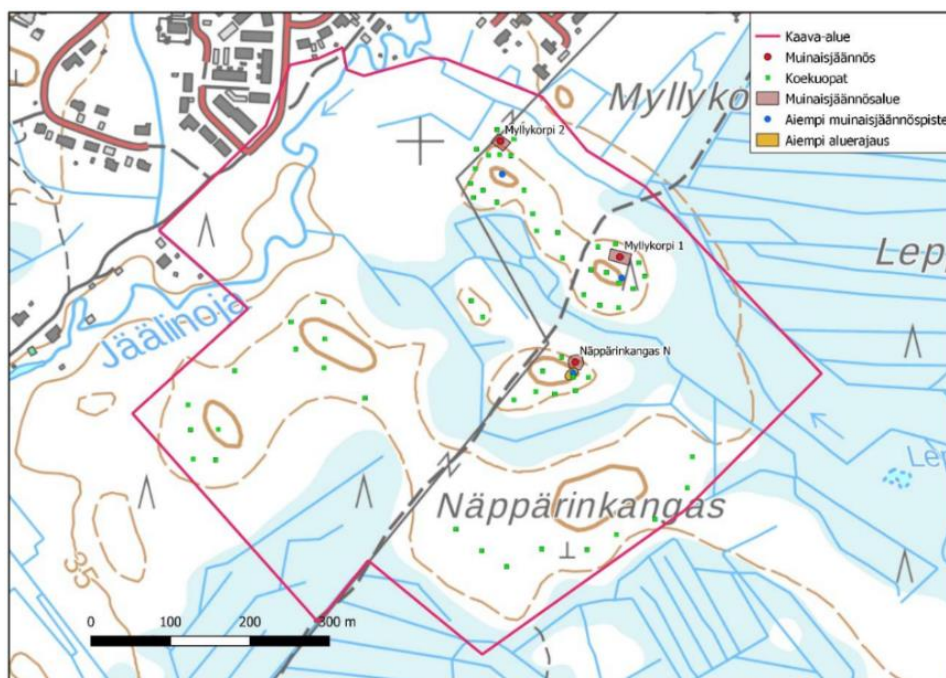 Kaava-alue
Muinaisjäännös
Koekuopat
Muinaisjäännösalue
Aiempi muinaisjäännöspiste
Aiempi aluerajaus
Myllyko
Myllykorpi 2
Myllykorpi 1
Lep
Jäälinoja
Näppärinkangas N
Lep
Näppärinkangas
35
0 100 200 300 m